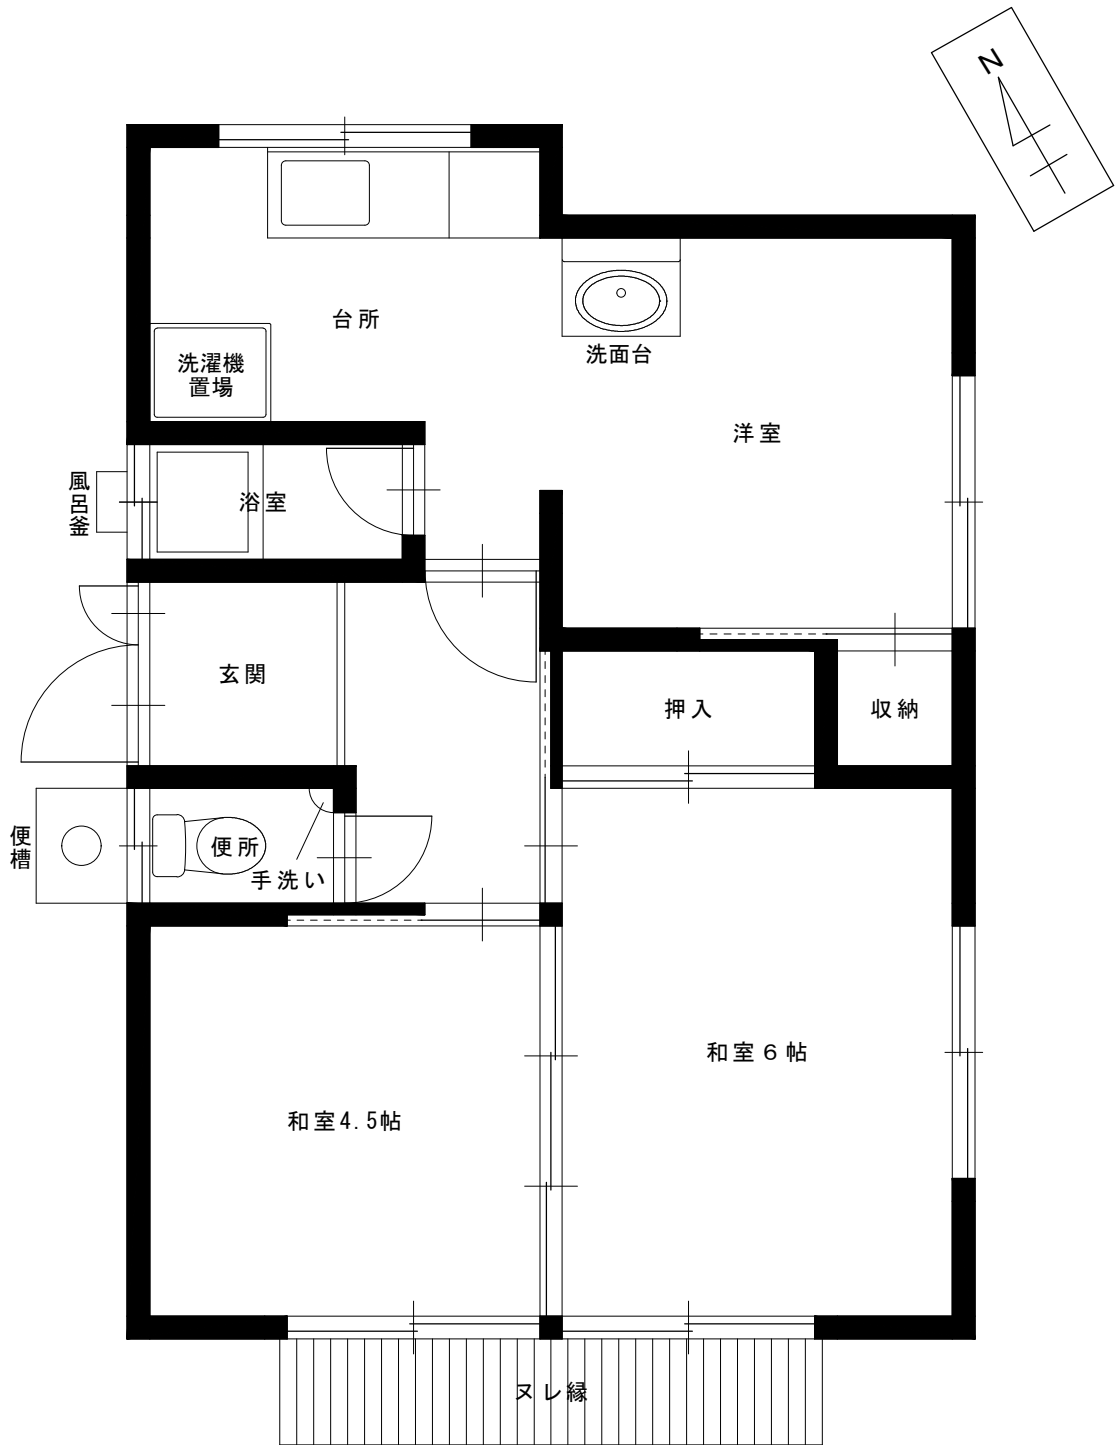 N
台所
洗面台
洗濯機
置場
洋室
風呂釜
浴室
玄関
押入
収納
便槽
便所
手洗い
和室６帖
和室4.5帖
ヌレ縁